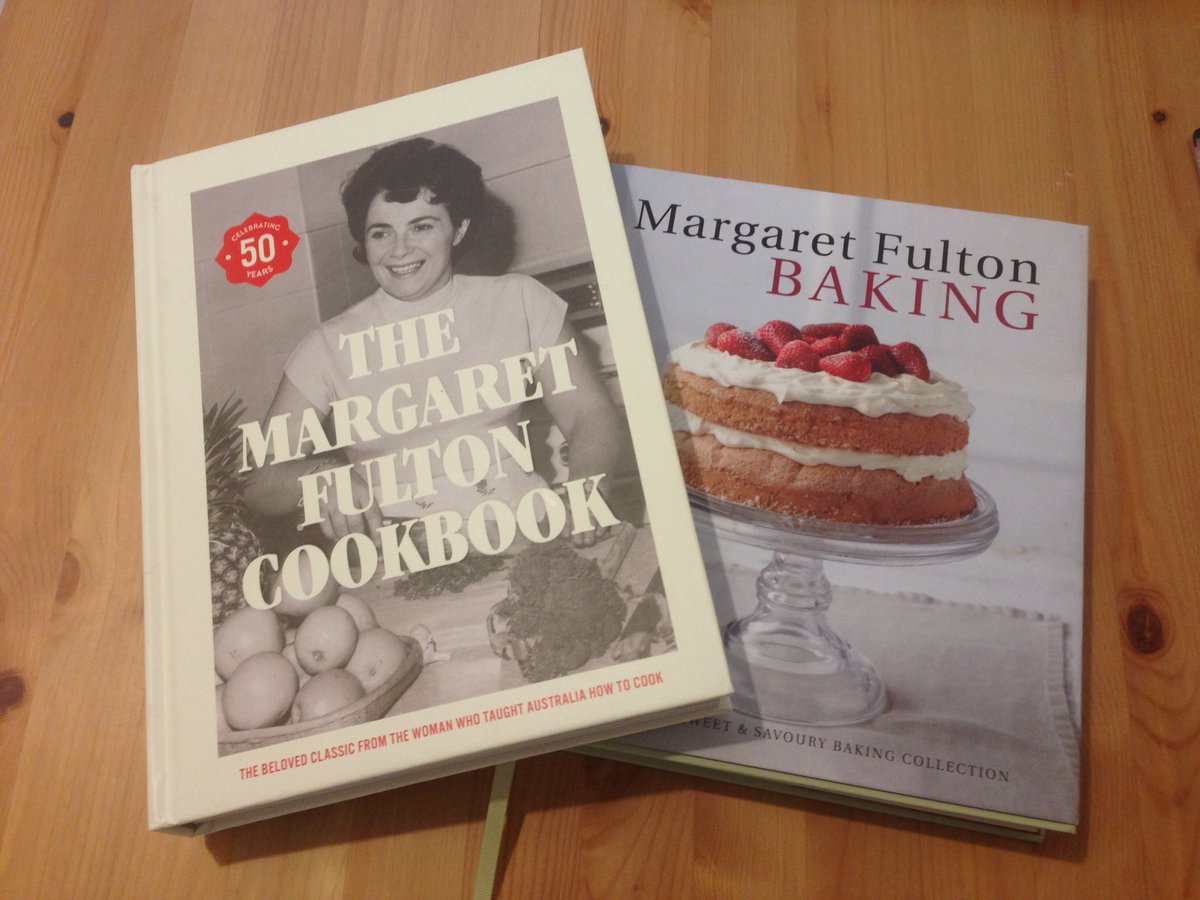 CELEBRATING
50
YEARS
THE
MARGARET
FULTON
COOKBOOK
THE BELOVED CLASSIC FROM THE WOMAN WHO TAUGHT AUSTRALIA HOW TO COOK
Margaret Fulton
BAKING
& SAVOURY BAKING COLLECTION